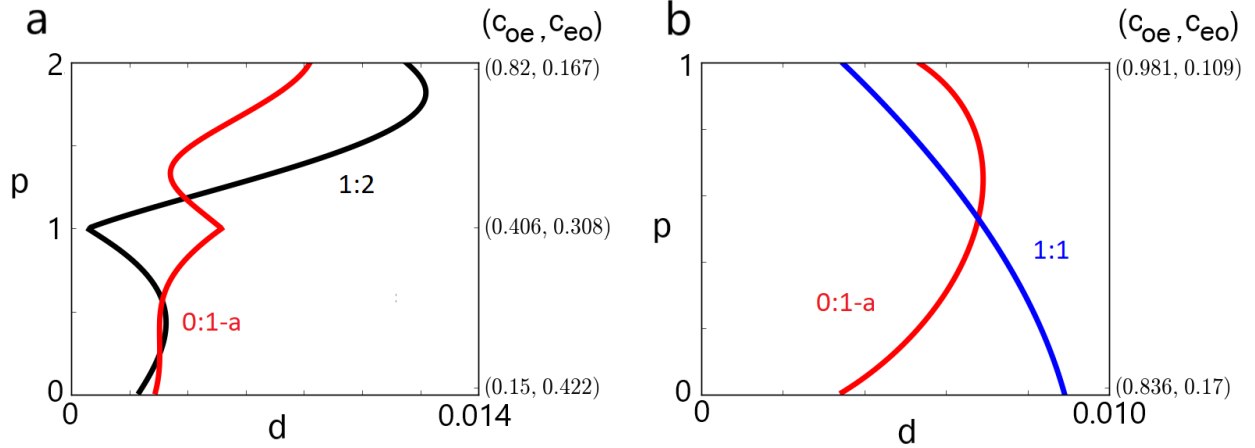 a
(c_oe, c_eo)
2
(0.82, 0.167)
1:2
p
1
(0.406, 0.308)
0:1-a
(0.15, 0.422)
0
0
0.014
d
b
(c_oe, c_eo)
1
(0.981, 0.109)
p
1:1
0:1-a
(0.836, 0.17)
0
0
0.010
d